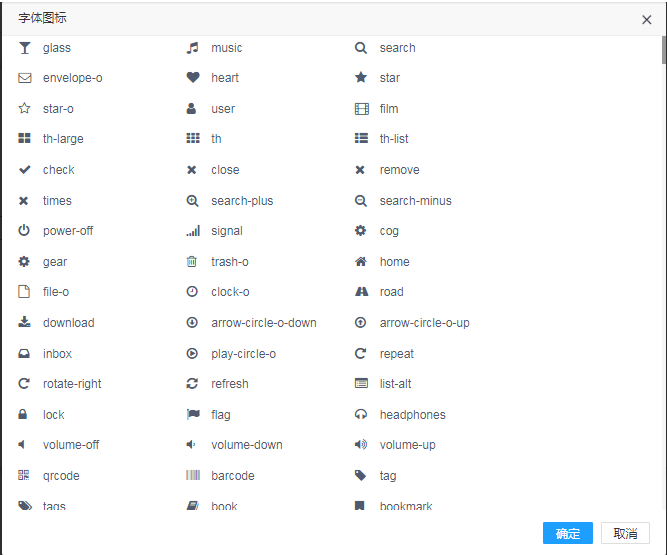 字体图标
glass music search
envelope-o heart star
star-o user film
th-large th th-list
check close remove
times search-plus search-minus
power-off signal cog
gear trash-o home
file-o clock-o road
download arrow-circle-o-down arrow-circle-o-up
inbox play-circle-o repeat
rotate-right refresh list-alt
lock flag headphones
volume-off volume-down volume-up
qrcode barcode tag
tags book bookmark
确定 取消